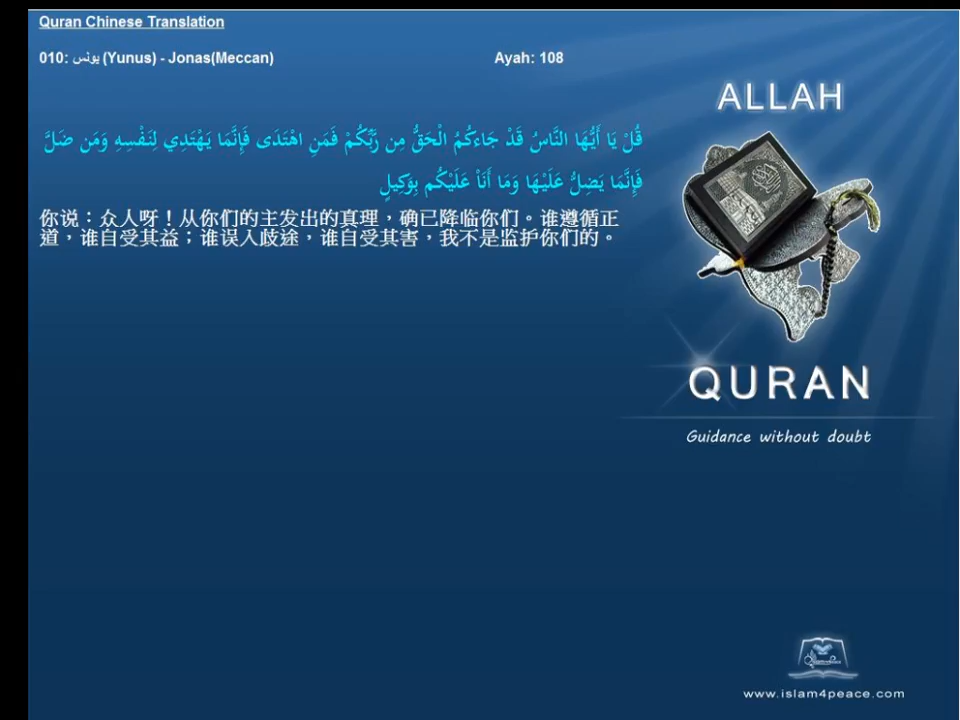 Quran Chinese Translation
010: يونس (Yunus) - Jonas(Meccan)
Ayah: 108
قُلْ يَا أَيُّهَا النَّاسُ قَدْ جَاءكُمُ الْحَقُّ مِن رَّبِّكُمْ فَمَنِ اهْتَدَى فَإِنَّمَا يَهْتَدِي لِنَفْسِهِ وَمَن ضَلَّ
فَإِنَّمَا يَضِلُّ عَلَيْهَا وَمَا أَنَاْ عَلَيْكُم بِوَكِيلٍ
你说：众人呀！从你们的主发出的真理，确已降临你们。谁遵循正
道，谁自受其益；谁误入歧途，谁自受其害，我不是监护你们的。
ALLAH
QURAN
Guidance without doubt
www.islam4peace.com